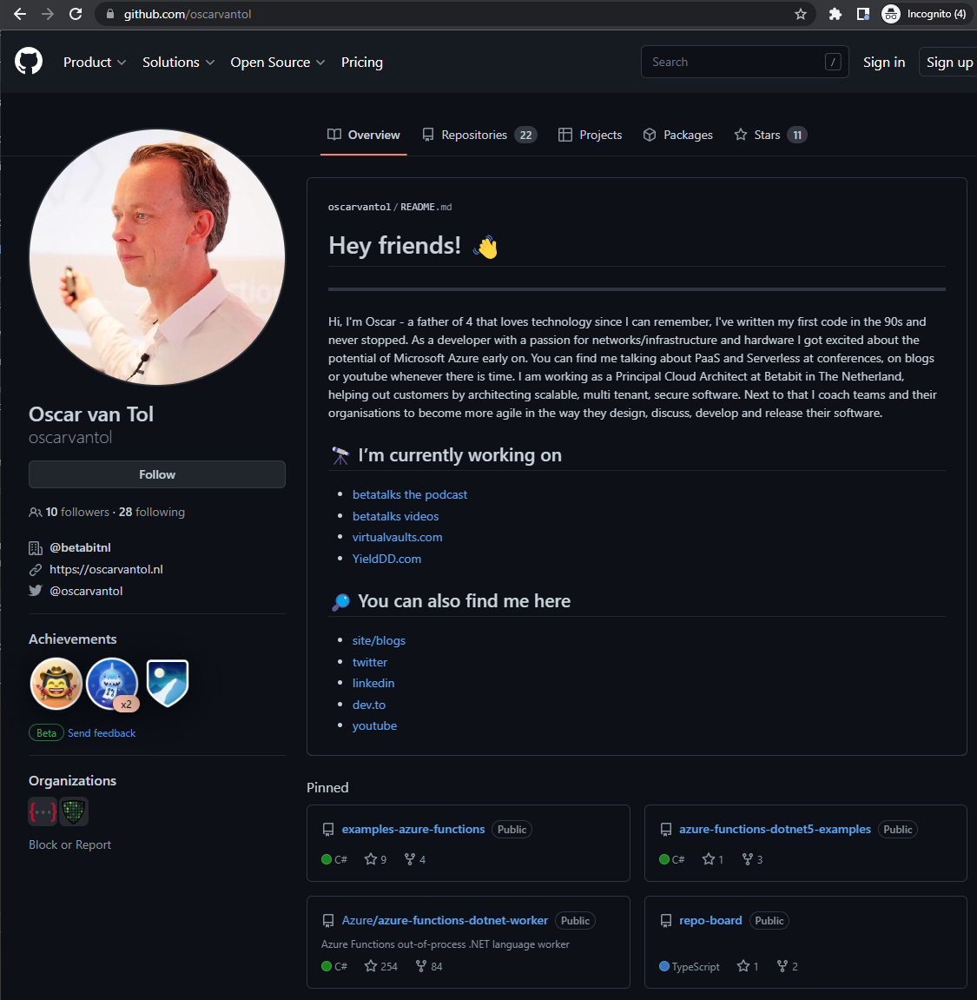 github.com/oscarvantol
Incognito (4)
Product
Solutions
Open Source
Pricing
Search
/
Sign in
Sign up
Overview
Repositories 22
Projects
Packages
Stars 11
Oscar van Tol
oscarvantol
Follow
10 followers · 28 following
@betabitnl
https://oscarvantol.nl
@oscarvantol
Achievements
x2
Beta Send feedback
Organizations
{...}
Block or Report
oscarvantol/README.md
Hey friends! 👋
Hi, I'm Oscar - a father of 4 that loves technology since I can remember, I've written my first code in the 90s and
never stopped. As a developer with a passion for networks/infrastructure and hardware I got excited about the
potential of Microsoft Azure early on. You can find me talking about PaaS and Serverless at conferences, on blogs
or youtube whenever there is time. I am working as a Principal Cloud Architect at Betabit in The Netherland,
helping out customers by architecting scalable, multi tenant, secure software. Next to that I coach teams and their
organisations to become more agile in the way they design, discuss, develop and release their software.
🔭 I’m currently working on
betatalks the podcast
betatalks videos
virtualvaults.com
YieldDD.com
🔎 You can also find me here
site/blogs
twitter
linkedin
dev.to
youtube
Pinned
examples-azure-functions Public
C# 9 4
azure-functions-dotnet5-examples Public
C# 1 3
Azure/azure-functions-dotnet-worker Public
Azure Functions out-of-process .NET language worker
C# 254 84
repo-board Public
TypeScript 1 2